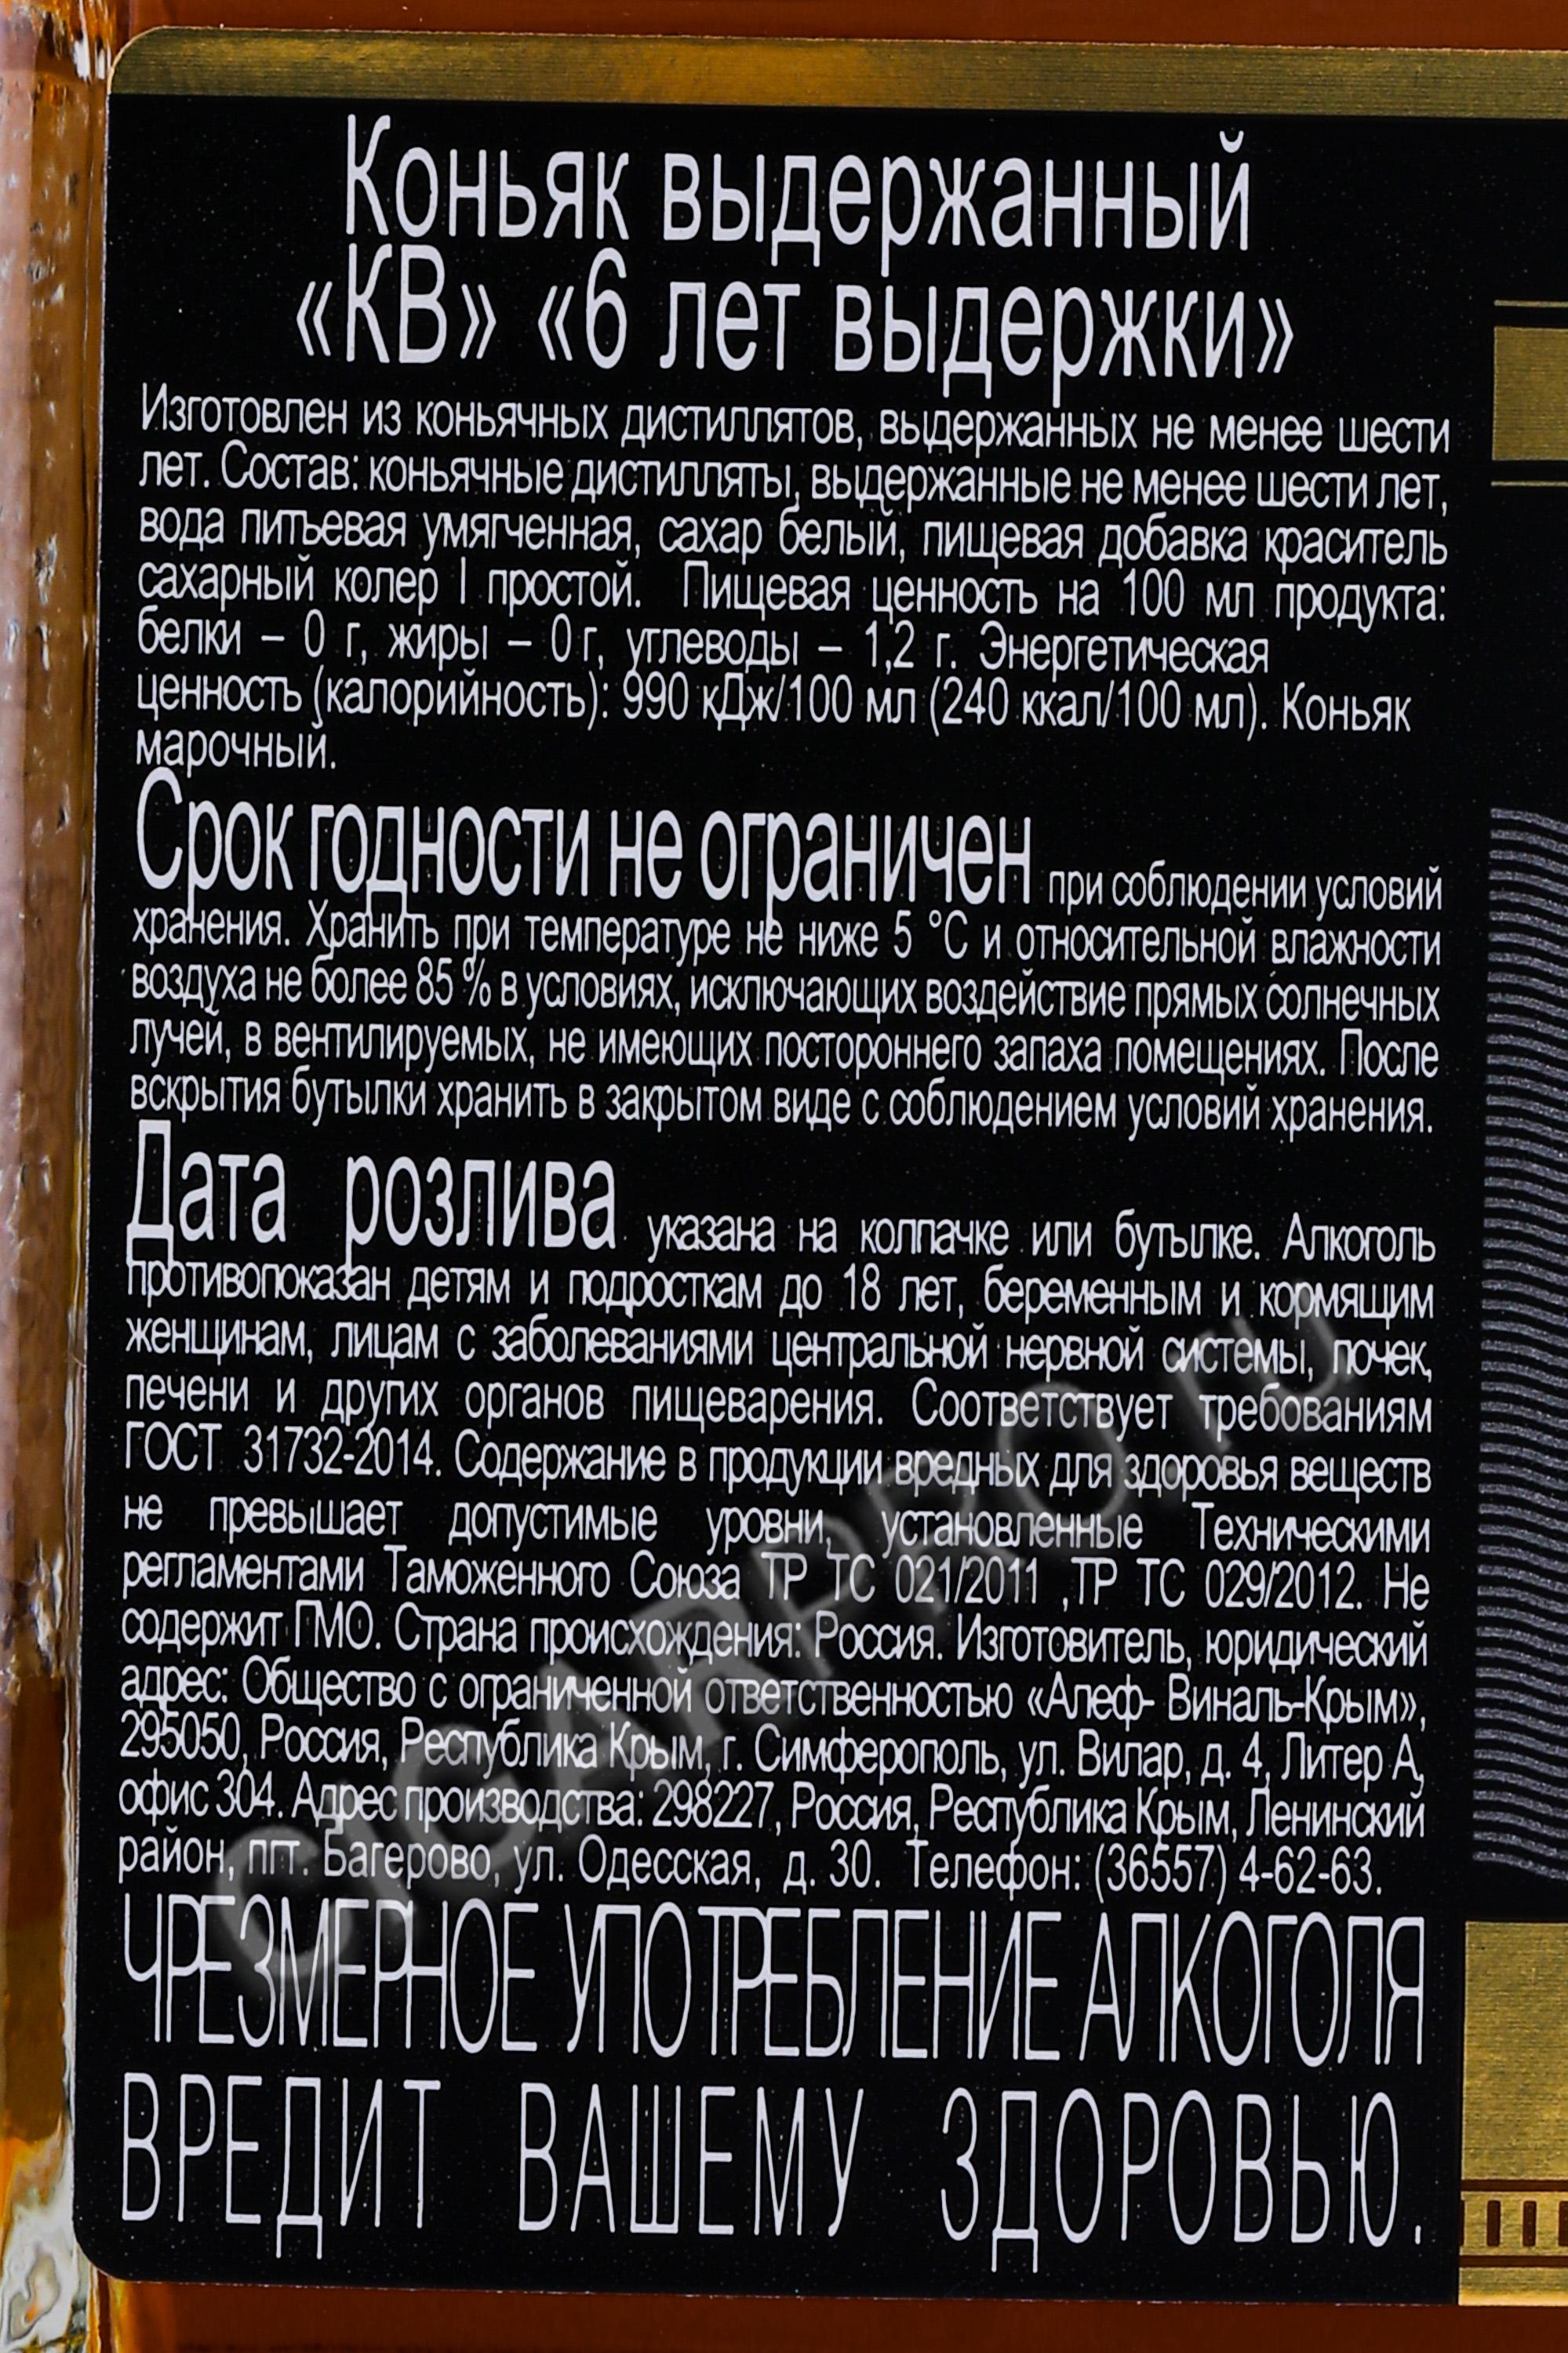 Коньяк выдержанный
«КВ» «6 лет выдержки»
Изготовлен из коньячных дистиллятов, выдержанных не менее шести
лет. Состав: коньячные дистилляты, выдержанные не менее шести лет,
вода питьевая умягченная, сахар белый, пищевая добавка краситель
сахарный колер I простой. Пищевая ценность на 100 мл продукта:
белки – 0 г, жиры – 0 г, углеводы – 1,2 г. Энергетическая
ценность (калорийность): 990 кДж/100 мл (240 ккал/100 мл). Коньяк
марочный.
Срок годности не ограничен при соблюдении условий
хранения. Хранить при температуре не ниже 5 °С и относительной влажности
воздуха не более 85 % в условиях, исключающих воздействие прямых солнечных
лучей, в вентилируемых, не имеющих постороннего запаха помещениях. После
вскрытия бутылки хранить в закрытом виде с соблюдением условий хранения.
Дата розлива указана на колпачке или бутылке. Алкоголь
противопоказан детям и подросткам до 18 лет, беременным и кормящим
женщинам, лицам с заболеваниями центральной нервной системы, почек,
печени и других органов пищеварения. Соответствует требованиям
ГОСТ 31732-2014. Содержание в продукции вредных для здоровья веществ
не превышает допустимые уровни, установленные Техническими
регламентами Таможенного Союза ТР ТС 021/2011 ,ТР ТС 029/2012. Не
содержит ГМО. Страна происхождения: Россия. Изготовитель, юридический
адрес: Общество с ограниченной ответственностью «Алеф- Виналь-Крым»,
295050, Россия, Республика Крым, г. Симферополь, ул. Вилар, д. 4, Литер А,
офис 304. Адрес производства: 298227, Россия, Республика Крым, Ленинский
район, пгт. Багерово, ул. Одесская, д. 30. Телефон: (36557) 4-62-63.
ЧРЕЗМЕРНОЕ УПОТРЕБЛЕНИЕ АЛКОГОЛЯ
ВРЕДИТ ВАШЕМУ ЗДОРОВЬЮ.
CIGARPRO.ru